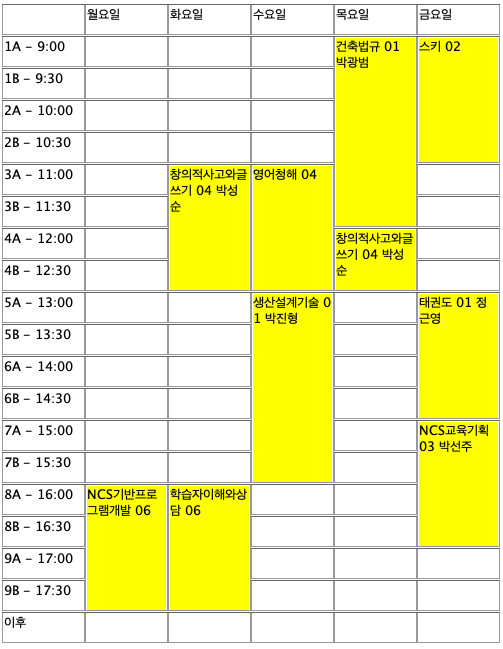 월요일 화요일 수요일 목요일 금요일
1A – 9:00 건축법규 01 스키 02
박광범
1B – 9:30
2A – 10:00
2B – 10:30
3A – 11:00 창의적사고와글 영어청해 04
쓰기 04 박성
3B – 11:30 순
4A – 12:00 창의적사고와글
쓰기 04 박성
4B – 12:30 순
5A – 13:00 생산설계기술 0 태권도 01 정
1 박진형 근영
5B – 13:30
6A – 14:00
6B – 14:30
7A – 15:00 NCS교육기획
03 박선주
7B – 15:30
8A – 16:00 NCS기반프로 학습자이해와상
그램개발 06 담 06
8B – 16:30
9A – 17:00
9B – 17:30
이후